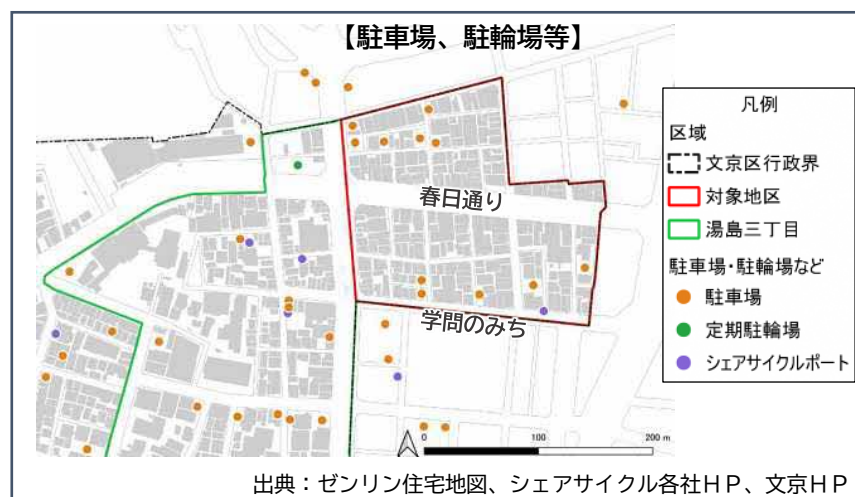 【駐車場、駐輪場等】
凡例
区域
文京区行政界
対象地区
湯島三丁目
駐車場・駐輪場など
駐車場
定期駐輪場
シェアサイクルポート
春日通り
学問のみち
0 100 200 m
出典：ゼンリン住宅地図、シェアサイクル各社ＨＰ、文京ＨＰ